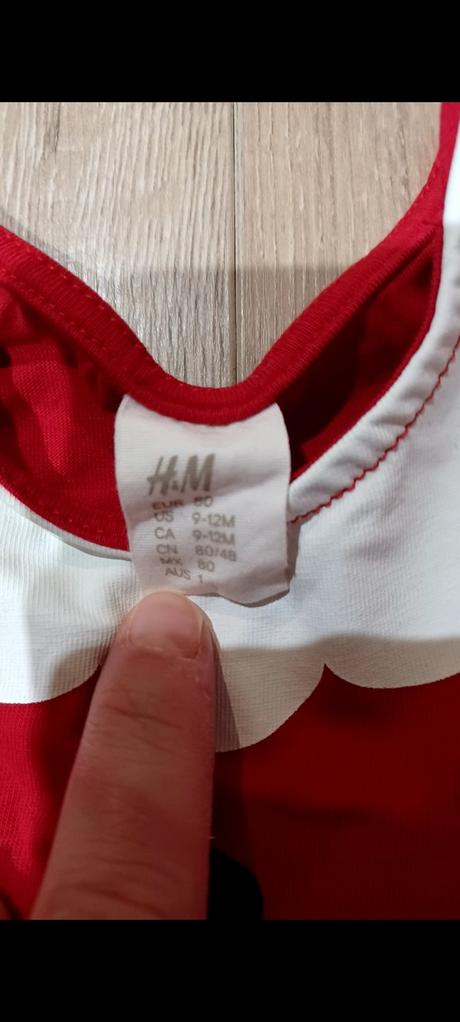 H&M
EUR 80
US 9-12M
CA 9-12M
CN 80/48
MX 80
AUS 1